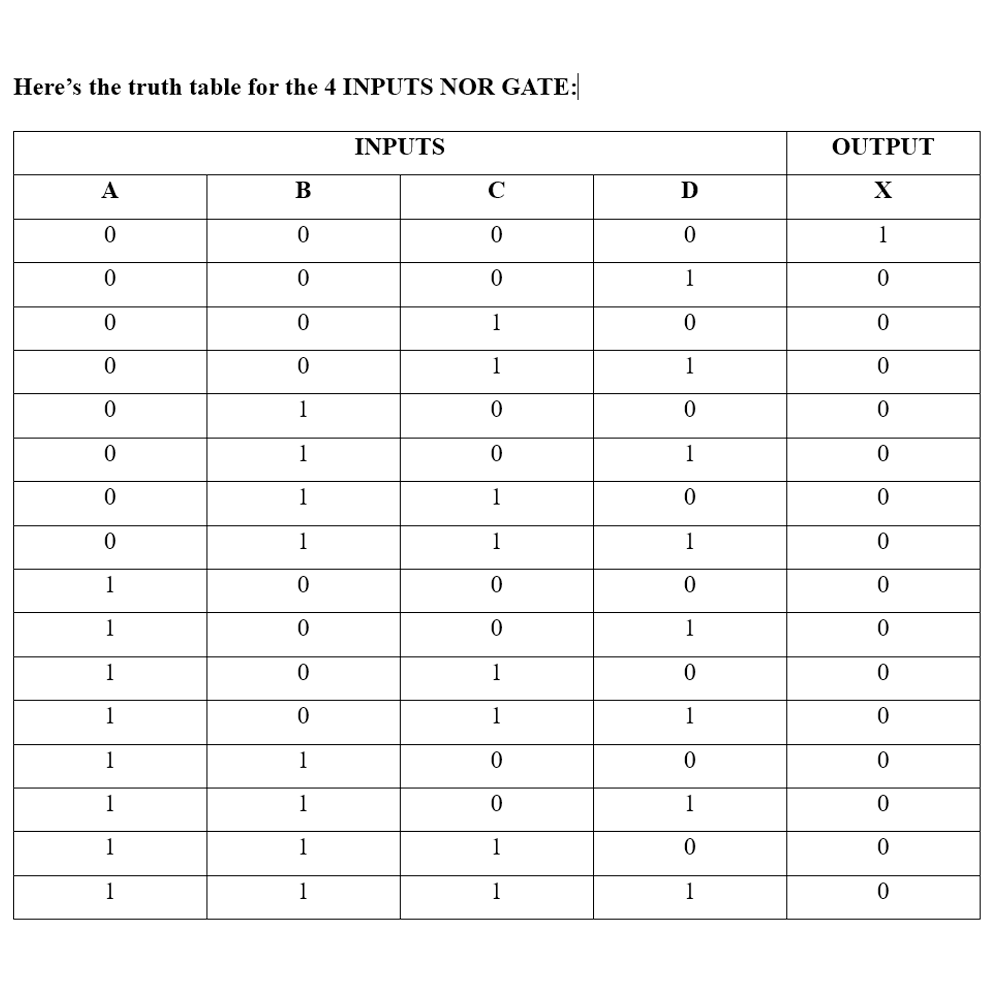 Here’s the truth table for the 4 INPUTS NOR GATE:
INPUTS OUTPUT
A B C D X
0 0 0 0 1
0 0 0 1 0
0 0 1 0 0
0 0 1 1 0
0 1 0 0 0
0 1 0 1 0
0 1 1 0 0
0 1 1 1 0
1 0 0 0 0
1 0 0 1 0
1 0 1 0 0
1 0 1 1 0
1 1 0 0 0
1 1 0 1 0
1 1 1 0 0
1 1 1 1 0